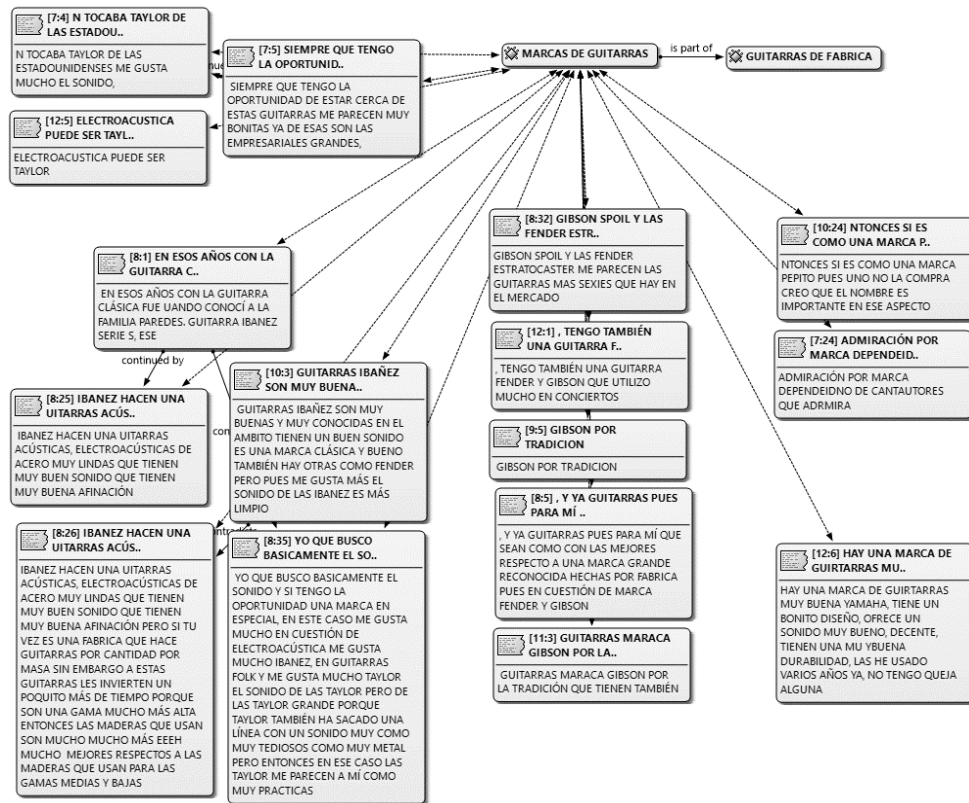 [7:4] N TOCABA TAYLOR DE
LAS ESTADOU..
N TOCABA TAYLOR DE LAS
ESTADOUNIDENSES ME GUSTA
MUCHO EL SONIDO,
[7:5] SIEMPRE QUE TENGO
LA OPORTUNID..
SIEMPRE QUE TENGO LA
OPORTUNIDAD DE ESTAR CERCA DE
ESTAS GUITARRAS ME PARECEN MUY
BONITAS YA DE ESAS SON LAS
EMPRESARIALES GRANDES,
MARCAS DE GUITARRAS
is part of
GUITARRAS DE FABRICA
[12:5] ELECTROACUSTICA
PUEDE SER TAYL..
ELECTROACUSTICA PUEDE SER
TAYLOR
[8:1] EN ESOS AÑOS CON LA
GUITARRA C..
EN ESOS AÑOS CON LA GUITARRA
CLÁSICA FUE UANDO CONOCÍ A LA
FAMILIA PAREDES. GUITARRA IBANEZ
SERIE S, ESE
continued by
[8:25] IBANEZ HACEN UNA
UITARRAS ACÚS..
IBANEZ HACEN UNA UITARRAS
ACÚSTICAS, ELECTROACÚSTICAS DE
ACERO MUY LINDAS QUE TIENEN
MUY BUEN SONIDO QUE TIENEN
MUY BUENA AFINACIÓN
[10:3] GUITARRAS IBAÑEZ
SON MUY BUENA..
GUITARRAS IBAÑEZ SON MUY
BUENAS Y MUY CONOCIDAS EN EL
AMBITO TIENEN UN BUEN SONIDO
ES UNA MARCA CLÁSICA Y BUENO
TAMBIÉN HAY OTRAS COMO FENDER
PERO PUES ME GUSTA MÁS EL
SONIDO DE LAS IBANEZ ES MÁS
LIMPIO
[8:26] IBANEZ HACEN UNA
UITARRAS ACÚS..
IBANEZ HACEN UNA UITARRAS
ACÚSTICAS, ELECTROACÚSTICAS DE
ACERO MUY LINDAS QUE TIENEN
MUY BUEN SONIDO QUE TIENEN
MUY BUENA AFINACIÓN PERO SI TU
VEZ ES UNA FABRICA QUE HACE
GUITARRAS POR CANTIDAD POR
MASA SIN EMBARGO A ESTAS
GUITARRAS LES INVIERTEN UN
POQUITO MÁS DE TIEMPO PORQUE
SON UNA GAMA MUCHO MÁS ALTA
ENTONCES LAS MADERAS QUE USAN
SON MUCHO MUCHO MÁS EEEH
MUCHO MEJORES RESPECTOS A LAS
MADERAS QUE USAN PARA LAS
GAMAS MEDIAS Y BAJAS
[8:35] YO QUE BUSCO
BASICAMENTE EL SO..
YO QUE BUSCO BASICAMENTE EL
SONIDO Y SI TENGO LA
OPORTUNIDAD UNA MARCA EN
ESPECIAL, EN ESTE CASO ME GUSTA
MUCHO EN CUESTIÓN DE
ELECTROACÚSTICA ME GUSTA
MUCHO IBANEZ, EN GUITARRAS
FOLK Y ME GUSTA MUCHO TAYLOR
EL SONIDO DE LAS TAYLOR PERO DE
LAS TAYLOR GRANDE PORQUE
TAYLOR TAMBIÉN HA SACADO UNA
LÍNEA CON UN SONIDO MUY COMO
MUY TEDIOSOS COMO MUY METAL
PERO ENTONCES EN ESE CASO LAS
TAYLOR ME PARECEN A MÍ COMO
MUY PRACTICAS
[8:32] GIBSON SPOIL Y LAS
FENDER ESTR..
GIBSON SPOIL Y LAS FENDER
ESTRATOCASTER ME PARECEN LAS
GUITARRAS MAS SEXIES QUE HAY EN
EL MERCADO
[12:1] , TENGO TAMBIÉN
UNA GUITARRA F..
, TENGO TAMBIÉN UNA GUITARRA
FENDER Y GIBSON QUE UTILIZO
MUCHO EN CONCIERTOS
[9:5] GIBSON POR
TRADICION
GIBSON POR TRADICION
[8:5] , Y YA GUITARRAS PUES
PARA MÍ ..
, Y YA GUITARRAS PUES PARA MÍ QUE
SEAN COMO CON LAS MEJORES
RESPECTO A UNA MARCA GRANDE
RECONOCIDA HECHAS POR FABRICA
PUES EN CUESTIÓN DE MARCA
FENDER Y GIBSON
[11:3] GUITARRAS MARACA
GIBSON POR LA..
GUITARRAS MARACA GIBSON POR
LA TRADICIÓN QUE TIENEN TAMBIÉN
[10:24] NTONCES SI ES
COMO UNA MARCA P..
NTONCES SI ES COMO UNA MARCA
PEPITO PUES UNO NO LA COMPRA
CREO QUE EL NOMBRE ES
IMPORTANTE EN ESE ASPECTO
[7:24] ADMIRACIÓN POR
MARCA DEPENDEID..
ADMIRACIÓN POR MARCA
DEPENDEIDNO DE CANTAUTORES
QUE ADRMIRA
[12:6] HAY UNA MARCA DE
GUIRTARRAS MU..
HAY UNA MARCA DE GUIRTARRAS
MUY BUENA YAMAHA, TIENE UN
BONITO DISEÑO, OFRECE UN
SONIDO MUY BUENO, DECENTE,
TIENEN UNA MU YBUENA
DURABILIDAD, LAS HE USADO
VARIOS AÑOS YA, NO TENGO QUEJA
ALGUNA